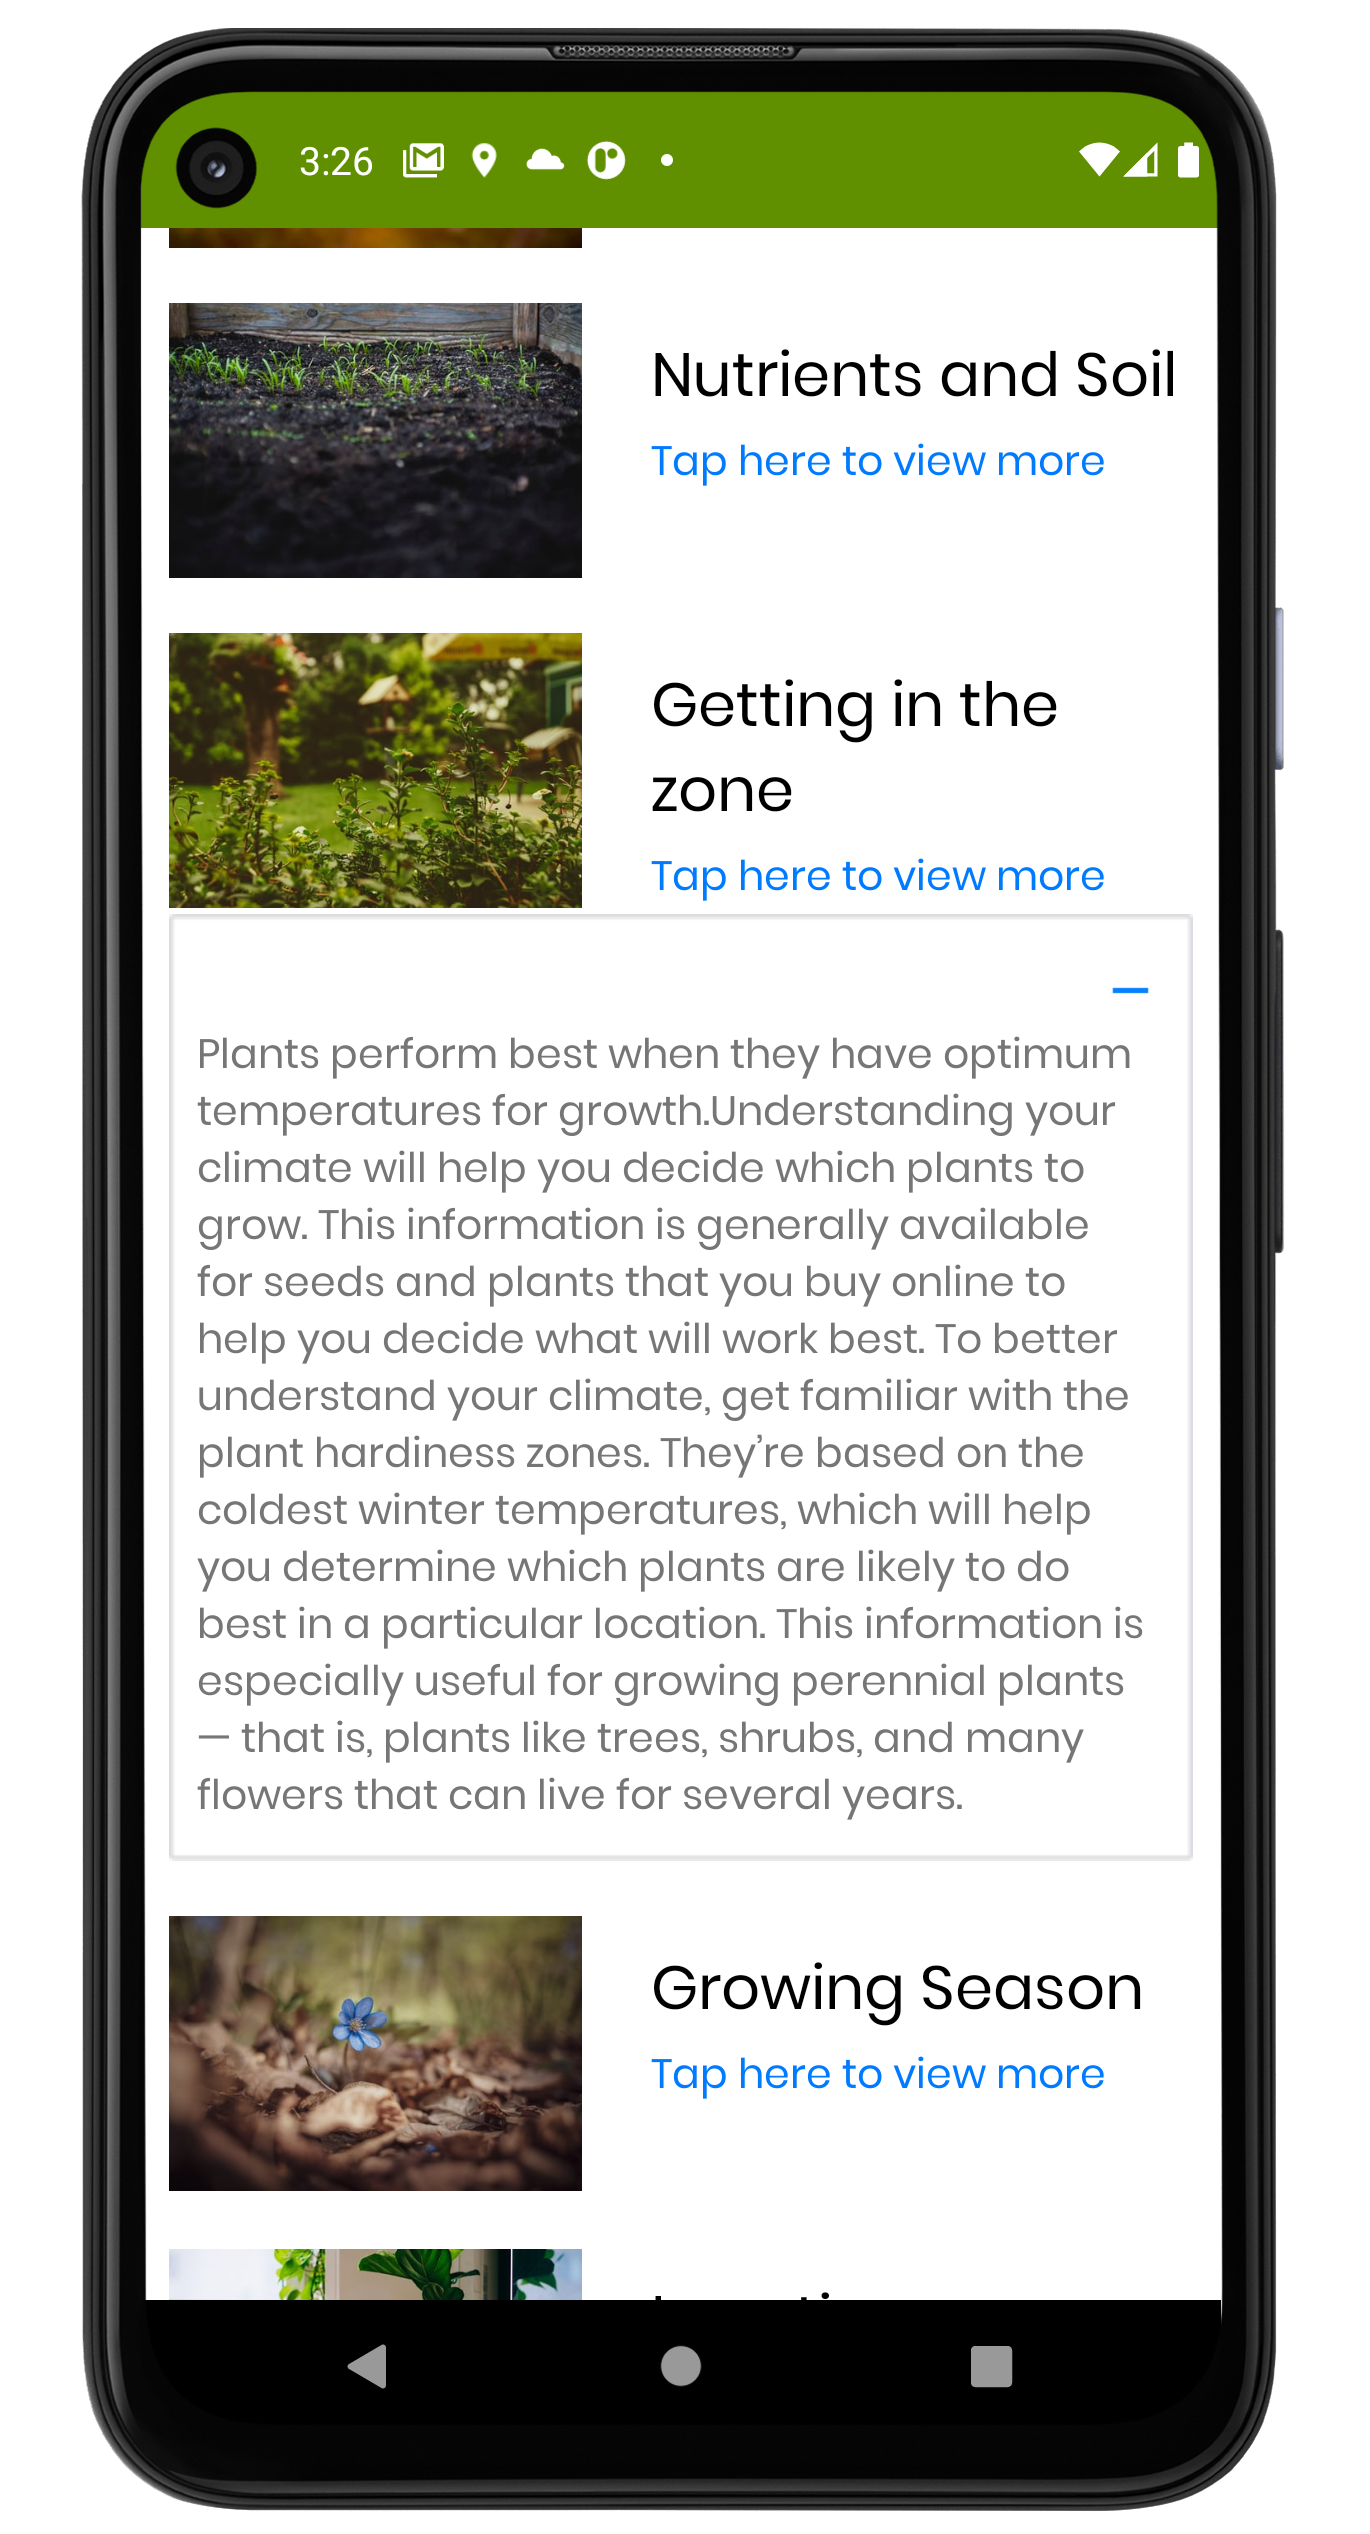 3:26
Nutrients and Soil
Tap here to view more
Getting in the
zone
Tap here to view more
Plants perform best when they have optimum
temperatures for growth.Understanding your
climate will help you decide which plants to
grow. This information is generally available
for seeds and plants that you buy online to
help you decide what will work best. To better
understand your climate, get familiar with the
plant hardiness zones. They’re based on the
coldest winter temperatures, which will help
you determine which plants are likely to do
best in a particular location. This information is
especially useful for growing perennial plants
— that is, plants like trees, shrubs, and many
flowers that can live for several years.
Growing Season
Tap here to view more